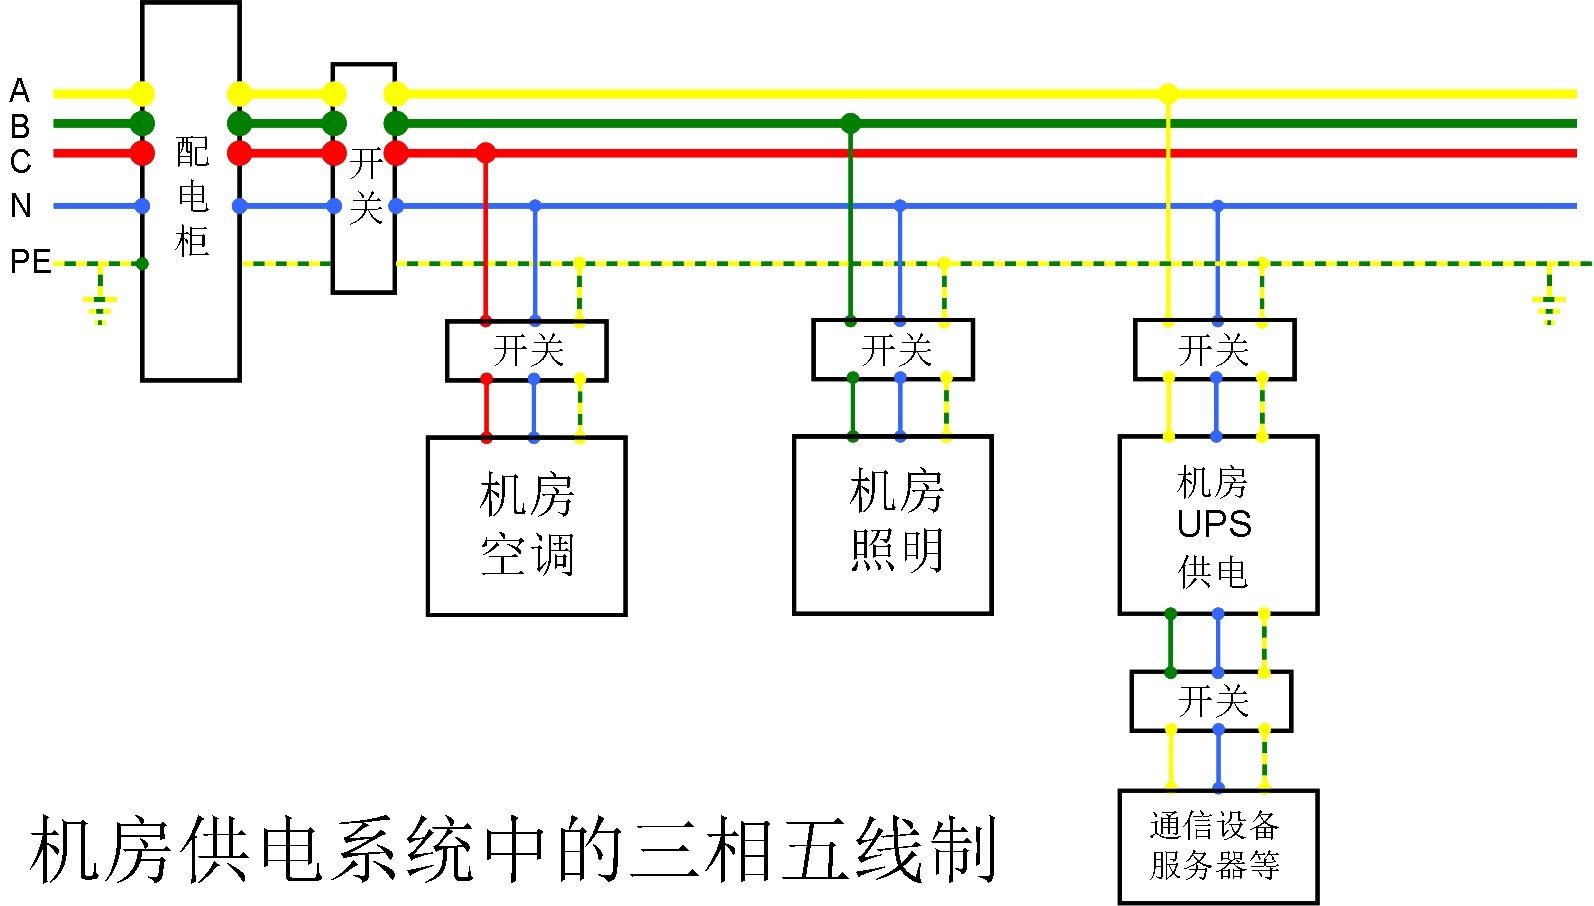 A
B
C
N
PE
配电柜
开关
开关
开关
开关
机房
空调
机房
照明
机房
UPS
供电
开关
通信设备
服务器等
机房供电系统中的三相五线制